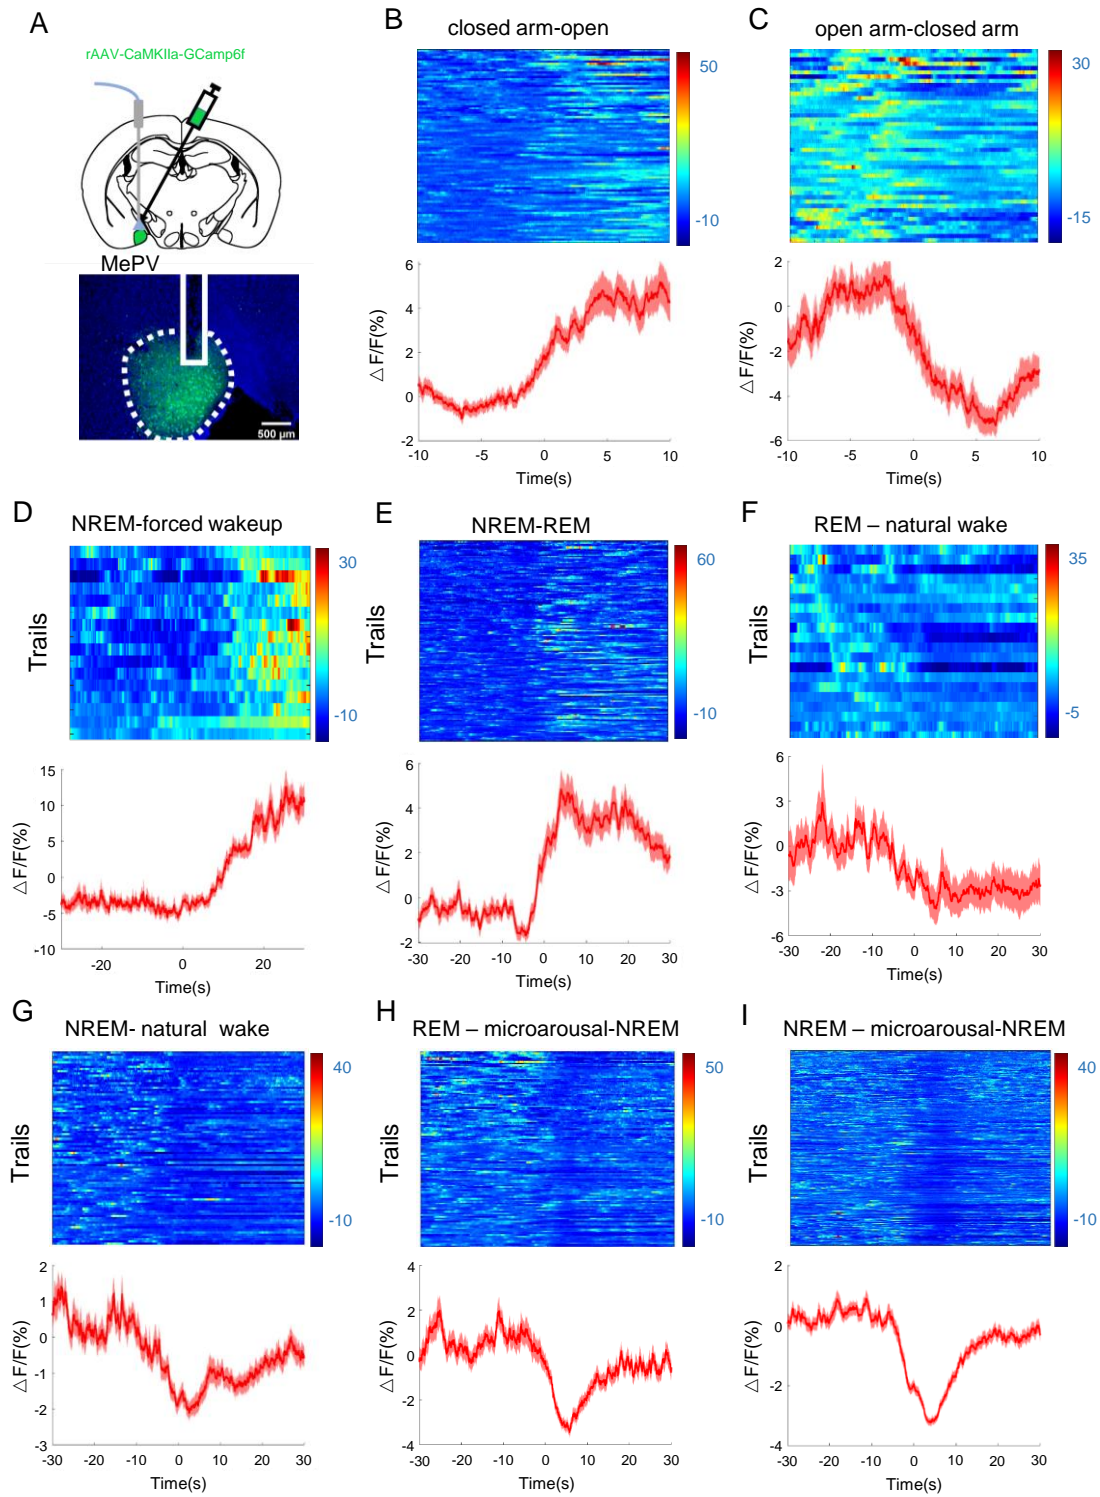 A
rAAV-CaMKIIa-GCamp6f
MePV
500 µm
B
closed arm-open
50
-10
6
4
2
0
-2
△F/F(%)
-10 -5 0 5 10
Time(s)
C
open arm-closed arm
30
-15
2
0
-2
-4
-6
△F/F(%)
-10 -5 0 5 10
Time(s)
D
NREM-forced wakeup
Trails
30
-10
15
10
5
0
-5
-10
△F/F(%)
-20 0 20
Time(s)
E
NREM-REM
Trails
60
-10
6
4
2
0
-2
△F/F(%)
-30 -20 -10 0 10 20 30
Time(s)
F
REM – natural wake
Trails
35
-5
6
3
0
-3
-6
△F/F(%)
-30 -20 -10 0 10 20 30
Time(s)
G
NREM- natural wake
Trails
40
-10
2
1
0
-1
-2
-3
△F/F(%)
-30 -20 -10 0 10 20 30
Time(s)
H
REM – microarousal-NREM
Trails
50
-10
4
2
0
-2
-4
△F/F(%)
-30 -20 -10 0 10 20 30
Time(s)
I
NREM – microarousal-NREM
Trails
40
-10
2
0
-2
-4
△F/F(%)
-30 -20 -10 0 10 20 30
Time(s)